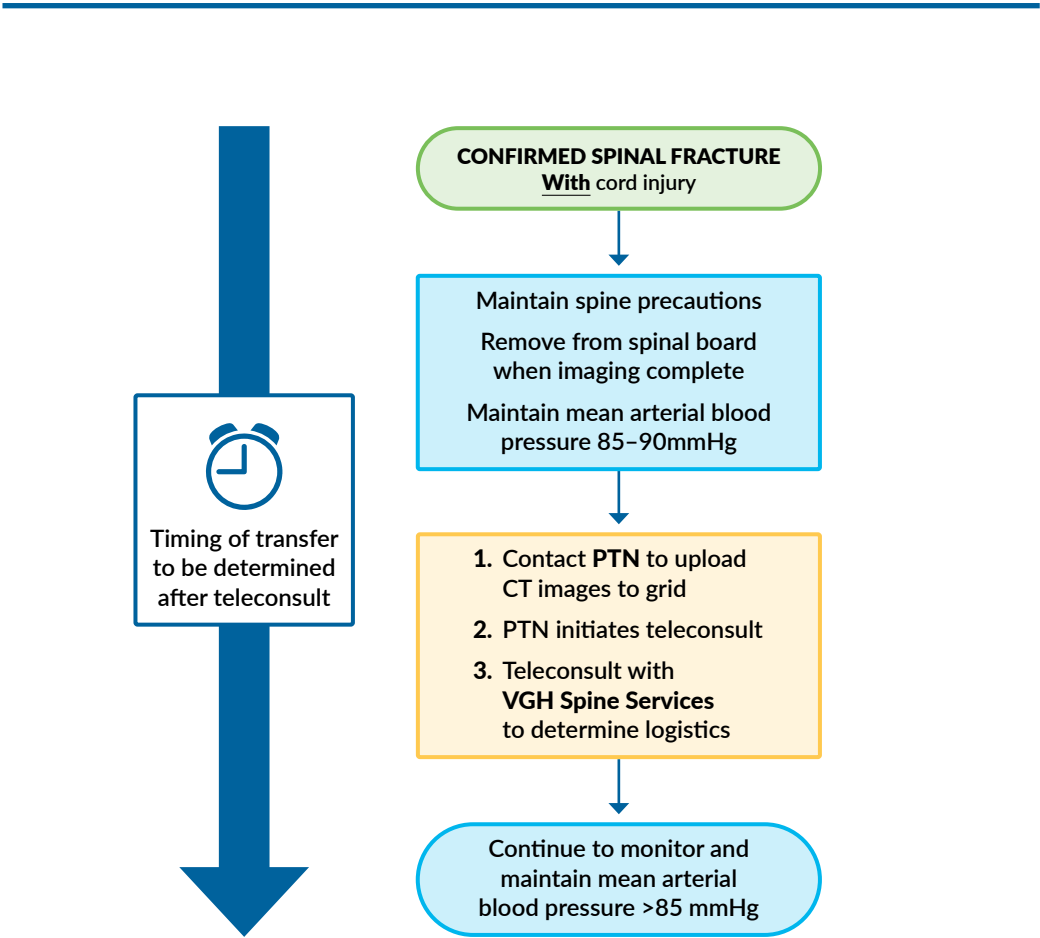 CONFIRMED SPINAL FRACTURE
With cord injury
Maintain spine precautions
Remove from spinal board
when imaging complete
Maintain mean arterial blood
pressure 85–90mmHg
Timing of transfer
to be determined
after teleconsult
1. Contact PTN to upload
CT images to grid
2. PTN initiates teleconsult
3. Teleconsult with
VGH Spine Services
to determine logistics
Continue to monitor and
maintain mean arterial
blood pressure >85 mmHg